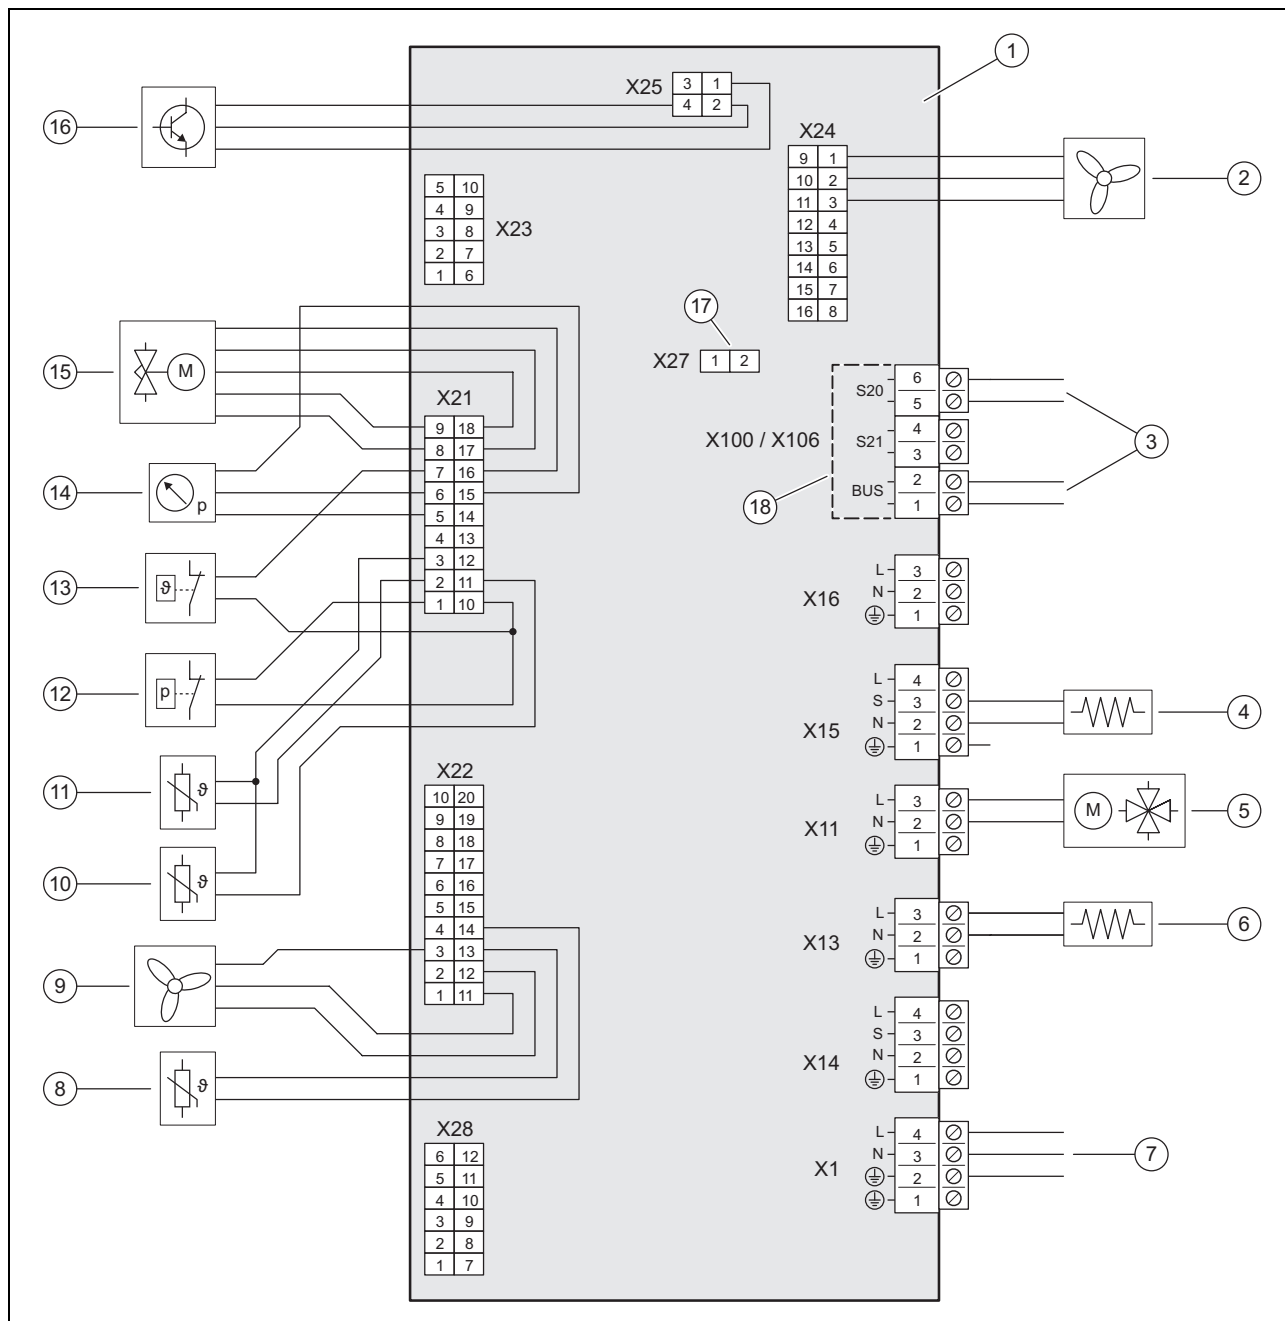 1
X25
3 1
4 2
16
X24
9 1
10 2
11 3
12 4
13 5
14 6
15 7
16 8
2
5 10
4 9
3 8
2 7
1 6
X23
17
X27
1 2
15
M
X21
9 18
8 17
7 16
6 15
5 14
4 13
3 12
2 11
1 10
X100 / X106
S20
6
5
S21
4
3
BUS
2
1
3
18
14
p
13
ϑ
X16
L 3
N 2
1
12
p
X15
L 4
S 3
N 2
1
4
11
ϑ
X22
10 20
9 19
8 18
7 17
6 16
5 15
4 14
3 13
2 12
1 11
X11
L 3
N 2
1
M
5
10
ϑ
X13
L 3
N 2
1
6
9
X14
L 4
S 3
N 2
1
8
ϑ
X28
6 12
5 11
4 10
3 9
2 8
1 7
X1
L 4
N 3
2
1
7